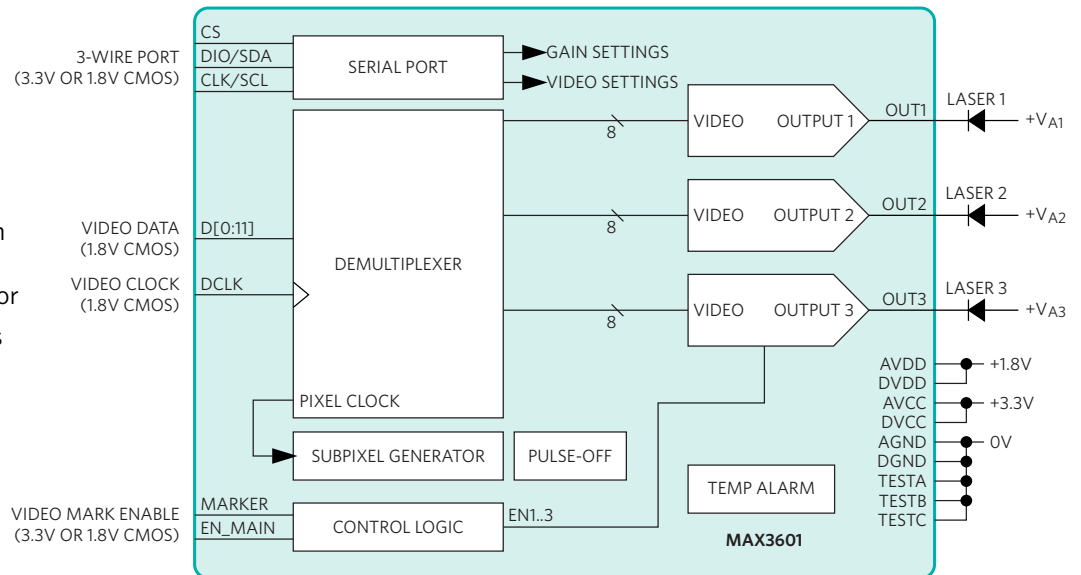 CS
3-WIRE PORT
(3.3V OR 1.8V CMOS)
DIO/SDA
CLK/SCL
SERIAL PORT
GAIN SETTINGS
VIDEO SETTINGS
VIDEO
OUTPUT 1
8
OUT1
LASER 1
+VA1
VIDEO
OUTPUT 2
8
OUT2
LASER 2
+VA2
VIDEO DATA
(1.8V CMOS)
D[0:11]
DEMULTIPLEXER
VIDEO CLOCK
(1.8V CMOS)
DCLK
or
s
VIDEO
OUTPUT 3
8
OUT3
LASER 3
+VA3
PIXEL CLOCK
SUBPIXEL GENERATOR
PULSE-OFF
AVDD
DVDD
+1.8V
AVCC
DVCC
+3.3V
AGND
DGND
TESTA
TESTB
TESTC
0V
TEMP ALARM
VIDEO MARK ENABLE
(3.3V OR 1.8V CMOS)
MARKER
EN_MAIN
CONTROL LOGIC
EN1..3
MAX3601